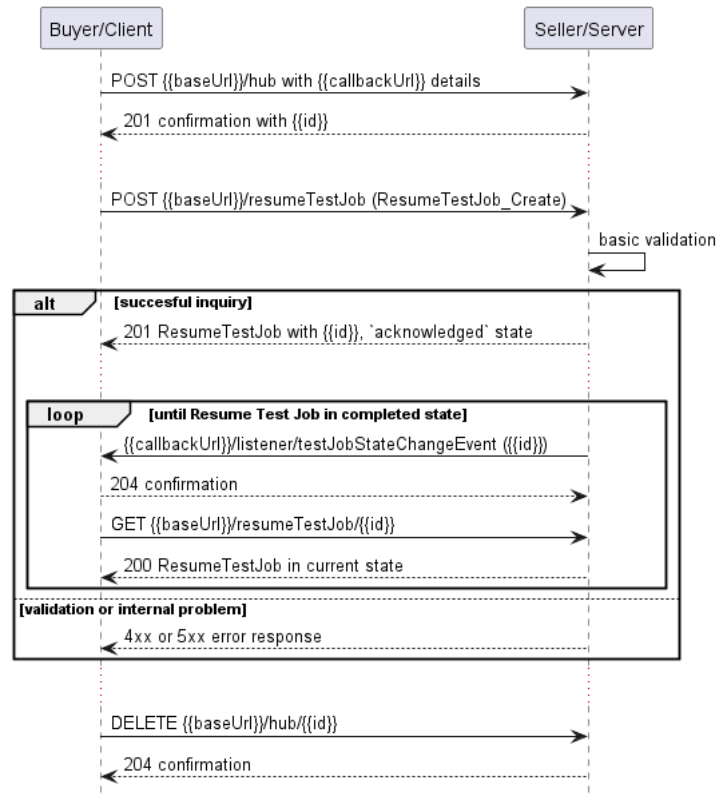 Buyer/Client
Seller/Server
POST {{baseUrl}}/hub with {{callbackUrl}} details
201 confirmation with {{id}}
POST {{baseUrl}}/resumeTestJob (ResumeTestJob_Create)
basic validation
alt [succesful inquiry]
201 ResumeTestJob with {{id}}, `acknowledged` state
loop [until Resume Test Job in completed state]
{{callbackUrl}}/listener/testJobStateChangeEvent ({{id}})
204 confirmation
GET {{baseUrl}}/resumeTestJob/{{id}}
200 ResumeTestJob in current state
[validation or internal problem]
4xx or 5xx error response
DELETE {{baseUrl}}/hub/{{id}}
204 confirmation